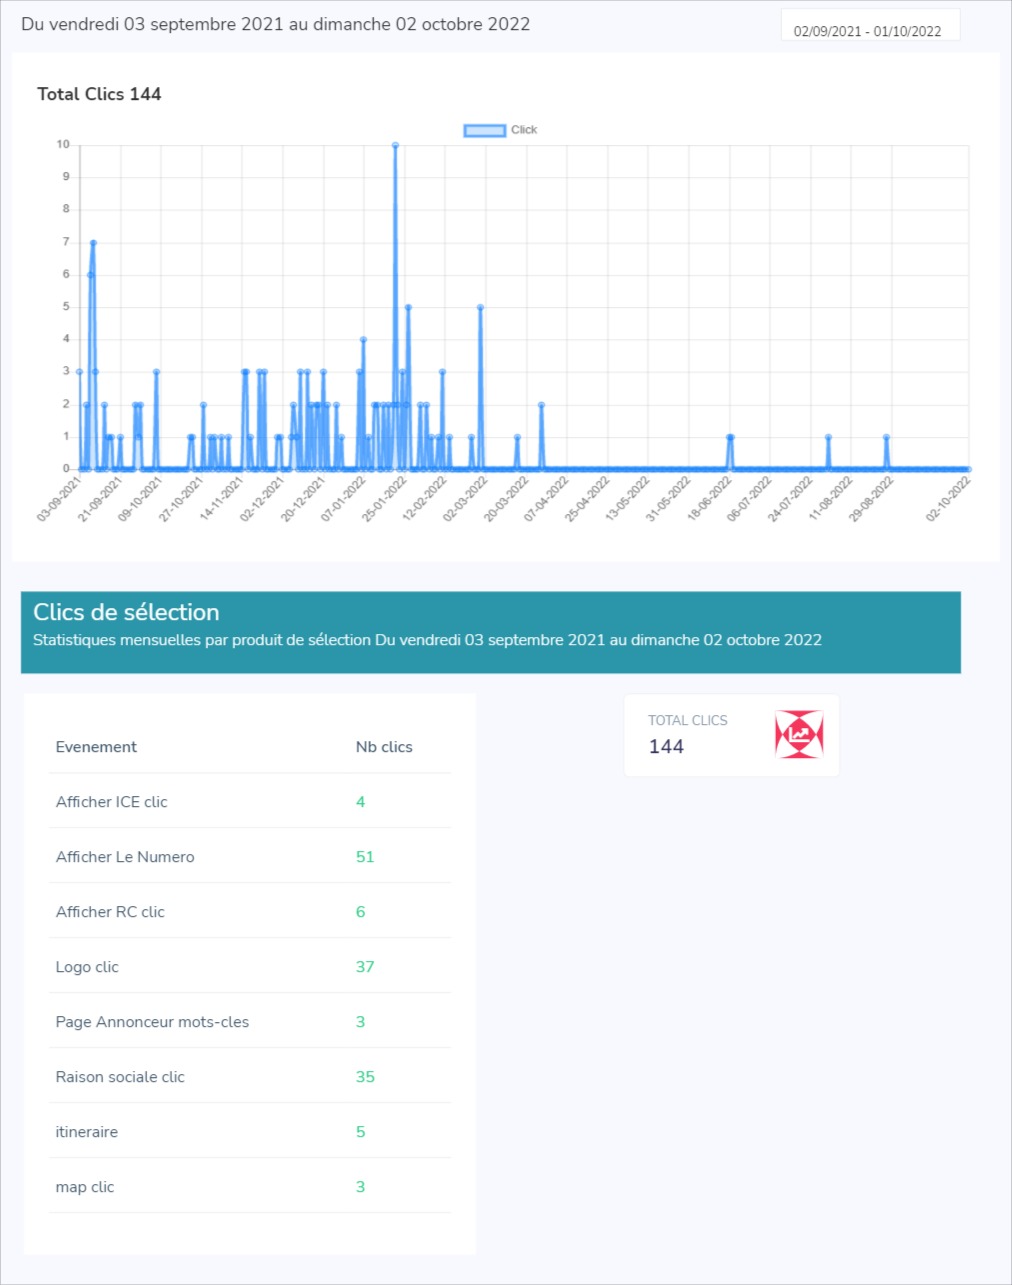 Du vendredi 03 septembre 2021 au dimanche 02 octobre 2022
02/09/2021 - 01/10/2022
Total Clics 144
Click
10
9
8
7
6
5
4
3
2
1
0
03-09-2021
21-09-2021
09-10-2021
27-10-2021
14-11-2021
02-12-2021
20-12-2021
07-01-2022
25-01-2022
12-02-2022
02-03-2022
20-03-2022
07-04-2022
25-04-2022
13-05-2022
31-05-2022
18-06-2022
06-07-2022
24-07-2022
11-08-2022
29-08-2022
02-10-2022
Clics de sélection
Statistiques mensuelles par produit de sélection Du vendredi 03 septembre 2021 au dimanche 02 octobre 2022
Evenement Nb clics
Afficher ICE clic 4
Afficher Le Numero 51
Afficher RC clic 6
Logo clic 37
Page Annonceur mots-cles 3
Raison sociale clic 35
itineraire 5
map clic 3
TOTAL CLICS
144